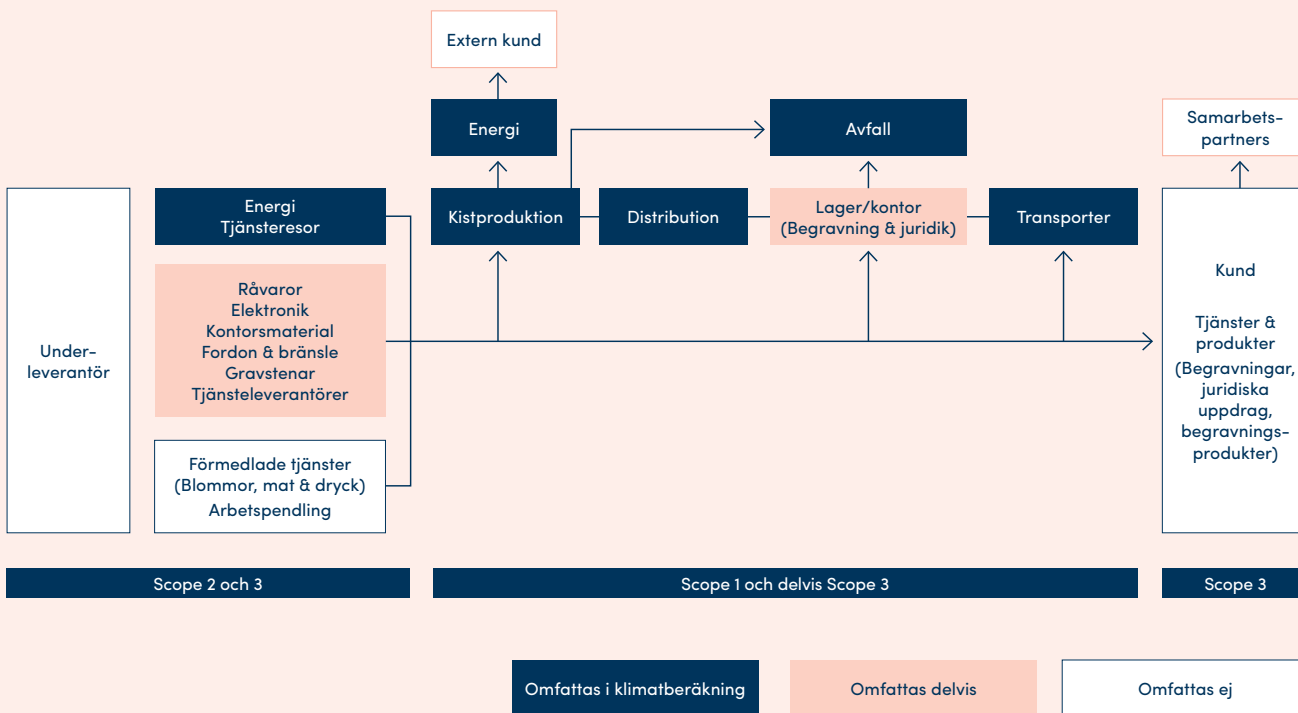 Extern kund
Energi
Avfall
Samarbets-
partners
Energi
Tjänsteresor
Kistproduktion
Distribution
Lager/kontor
(Begravning & juridik)
Transporter
Under-
leverantör
Råvaror
Elektronik
Kontorsmaterial
Fordon & bränsle
Gravstenar
Tjänsteleverantörer
Förmedlade tjänster
(Blommor, mat & dryck)
Arbetspendling
Kund
Tjänster &
produkter
(Begravningar,
juridiska
uppdrag,
begravnings-
produkter)
Scope 2 och 3
Scope 1 och delvis Scope 3
Scope 3
Omfattas i klimatberäkning
Omfattas delvis
Omfattas ej